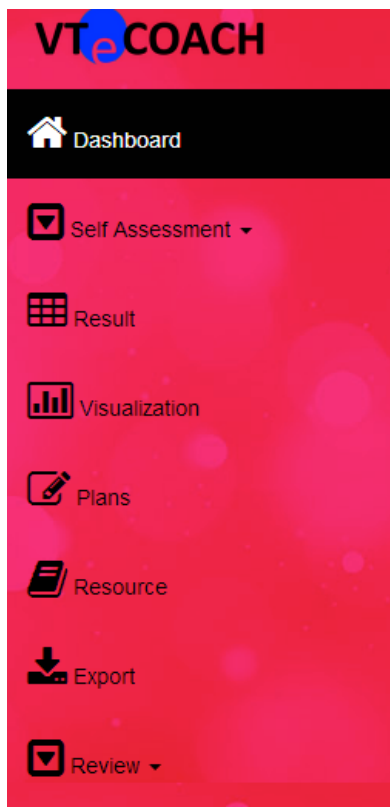 VTeCOACH
Dashboard
Self Assessment
Result
Visualization
Plans
Resource
Export
Review